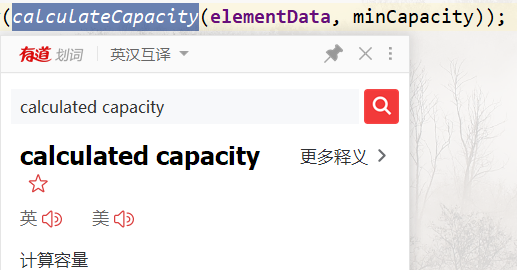 (calculateCapacity(elementData, minCapacity));
有道 划词 英汉互译
calculated capacity
calculated capacity 更多释义
英 美
计算容量